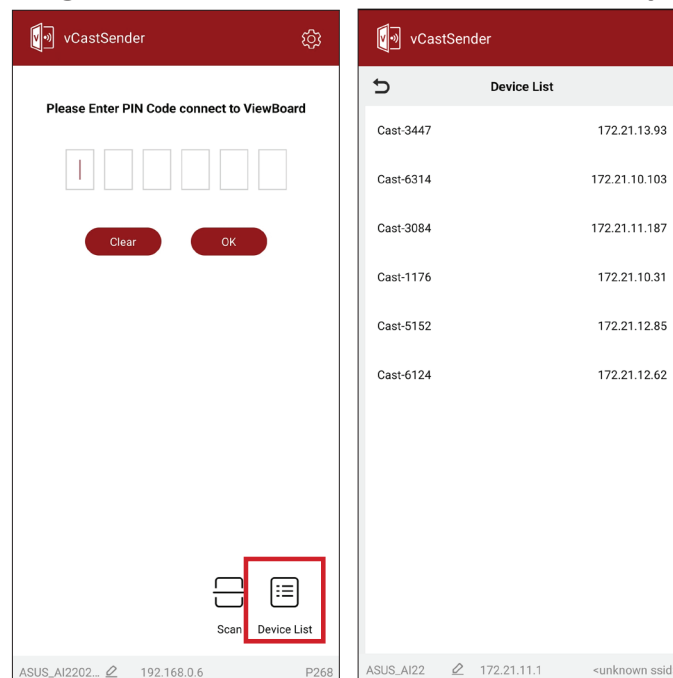 vCastSender
Please Enter PIN Code connect to ViewBoard
Clear OK
Scan Device List
ASUS_AI2202... 192.168.0.6 P268
vCastSender
Device List
Cast-3447 172.21.13.93
Cast-6314 172.21.10.103
Cast-3084 172.21.11.187
Cast-1176 172.21.10.31
Cast-5152 172.21.12.85
Cast-6124 172.21.12.62
ASUS_AI22 172.21.11.1 <unknown ssid